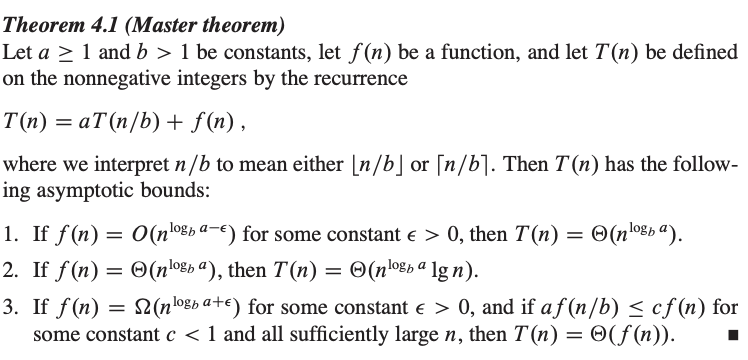 Theorem 4.1 (Master theorem)
Let a ≥ 1 and b > 1 be constants, let f(n) be a function, and let T(n) be defined
on the nonnegative integers by the recurrence
T(n) = aT(n/b) + f(n) ,
where we interpret n/b to mean either ⌊n/b⌋ or ⌈n/b⌉. Then T(n) has the follow-
ing asymptotic bounds:
1. If f(n) = O(n^{log_b a−ϵ}) for some constant ϵ > 0, then T(n) = Θ(n^{log_b a}).
2. If f(n) = Θ(n^{log_b a}), then T(n) = Θ(n^{log_b a} lg n).
3. If f(n) = Ω(n^{log_b a+ϵ}) for some constant ϵ > 0, and if af(n/b) ≤ cf(n) for
some constant c < 1 and all sufficiently large n, then T(n) = Θ(f(n)). ■